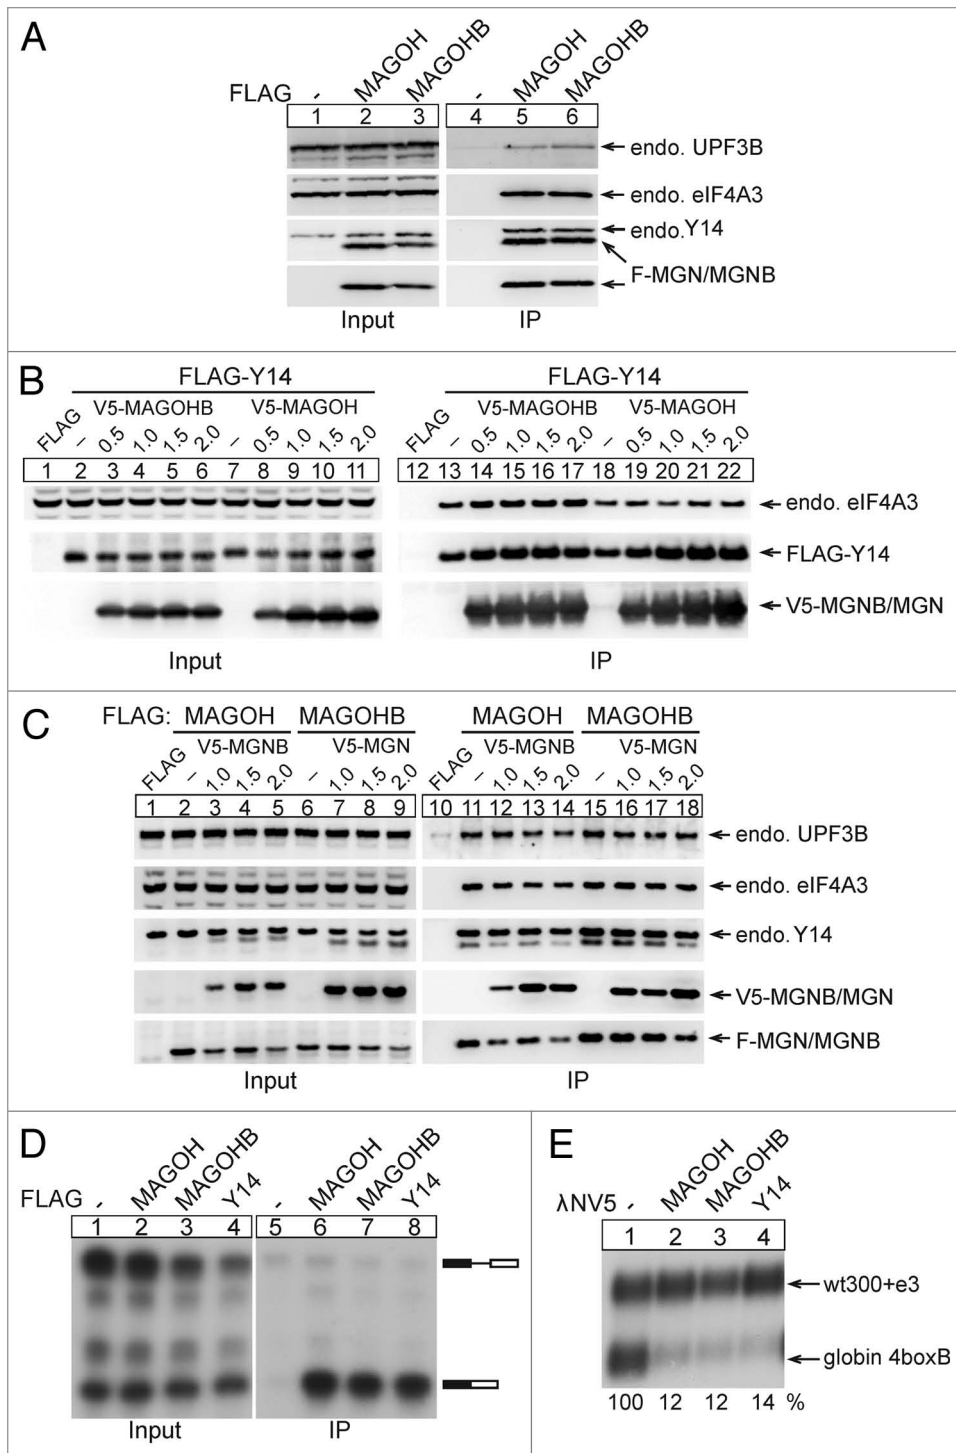 A
FLAG - MAGOH MAGOHB - MAGOH MAGOHB
1 2 3 4 5 6
endo. UPF3B
endo. eIF4A3
endo.Y14
F-MGN/MGNB
Input IP
B
FLAG-Y14 FLAG-Y14
V5-MAGOHB V5-MAGOH V5-MAGOHB V5-MAGOH
FLAG – 0.5 1.0 1.5 2.0 – 0.5 1.0 1.5 2.0 FLAG – 0.5 1.0 1.5 2.0 – 0.5 1.0 1.5 2.0
1 2 3 4 5 6 7 8 9 10 11 12 13 14 15 16 17 18 19 20 21 22
endo. eIF4A3
FLAG-Y14
V5-MGNB/MGN
Input IP
C
FLAG: MAGOH MAGOHB MAGOH MAGOHB
V5-MGNB V5-MGN V5-MGNB V5-MGN
FLAG – 1.0 1.5 2.0 – 1.0 1.5 2.0 FLAG – 1.0 1.5 2.0 – 1.0 1.5 2.0
1 2 3 4 5 6 7 8 9 10 11 12 13 14 15 16 17 18
endo. UPF3B
endo. eIF4A3
endo. Y14
V5-MGNB/MGN
F-MGN/MGNB
Input IP
D
FLAG - MAGOH MAGOHB Y14 - MAGOH MAGOHB Y14
1 2 3 4 5 6 7 8
Input IP
E
λNV5 - MAGOH MAGOHB Y14
1 2 3 4
wt300+e3
globin 4boxB
100 12 12 14 %